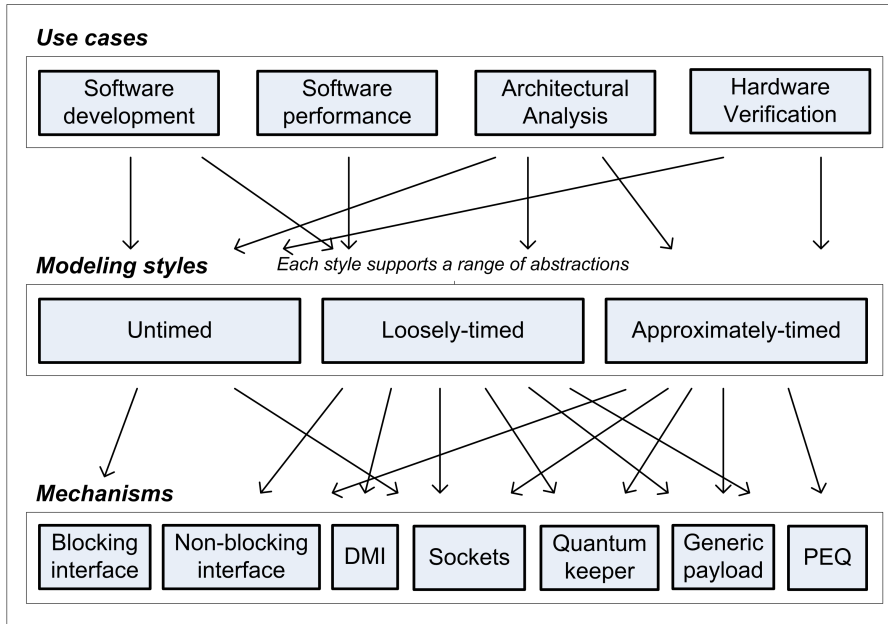 Use cases
Software
development
Software
performance
Architectural
Analysis
Hardware
Verification
Modeling styles
Each style supports a range of abstractions
Untimed
Loosely-timed
Approximately-timed
Mechanisms
Blocking
interface
Non-blocking
interface
DMI
Sockets
Quantum
keeper
Generic
payload
PEQ